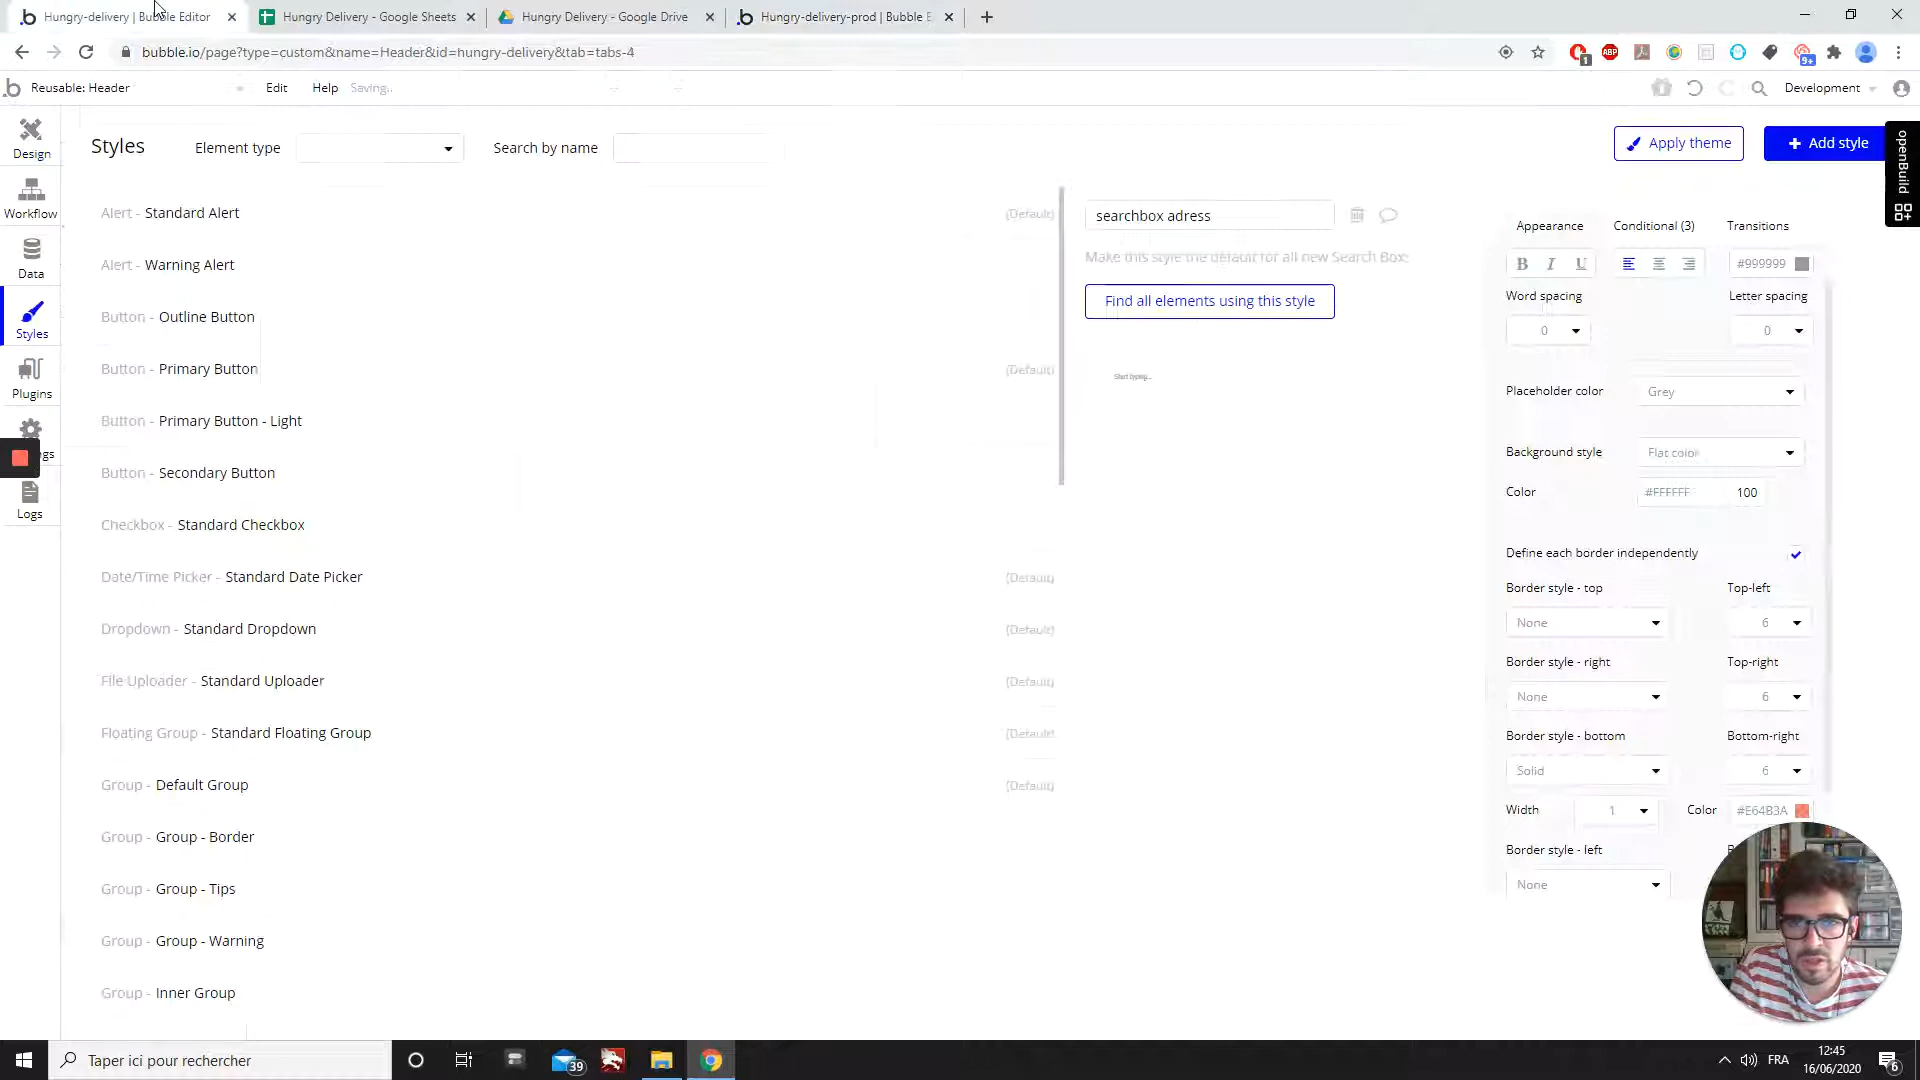 Hungry-delivery | Bubble Editor
Hungry Delivery - Google Sheets
Hungry Delivery - Google Drive
Hungry-delivery-prod | Bubble E
bubble.io/page?type=custom&name=Header&id=hungry-delivery&tab=tabs-4
1
ABP
9+
Reusable: Header
Edit
Help
Saving..
Development
Design
Workflow
Data
Styles
Plugins
gs
Logs
Styles
Element type
Search by name
Apply theme
+ Add style
openBuild
Alert - Standard Alert
(Default)
Alert - Warning Alert
Button - Outline Button
Button - Primary Button
(Default)
Button - Primary Button - Light
Button - Secondary Button
Checkbox - Standard Checkbox
Date/Time Picker - Standard Date Picker
(Default)
Dropdown - Standard Dropdown
(Default)
File Uploader - Standard Uploader
(Default)
Floating Group - Standard Floating Group
(Default)
Group - Default Group
(Default)
Group - Group - Border
Group - Group - Tips
Group - Group - Warning
Group - Inner Group
searchbox adress
Make this style the default for all new Search Box
Find all elements using this style
Start typing...
Appearance
Conditional (3)
Transitions
B I U
#999999
Word spacing
Letter spacing
0
0
Placeholder color
Grey
Background style
Flat color
Color
#FFFFFF
100
Define each border independently
Border style - top
Top-left
None
6
Border style - right
Top-right
None
6
Border style - bottom
Bottom-right
Solid
6
Width
1
Color
#E64B3A
Border style - left
None
Taper ici pour rechercher
39
FRA
12:45
16/06/2020
6